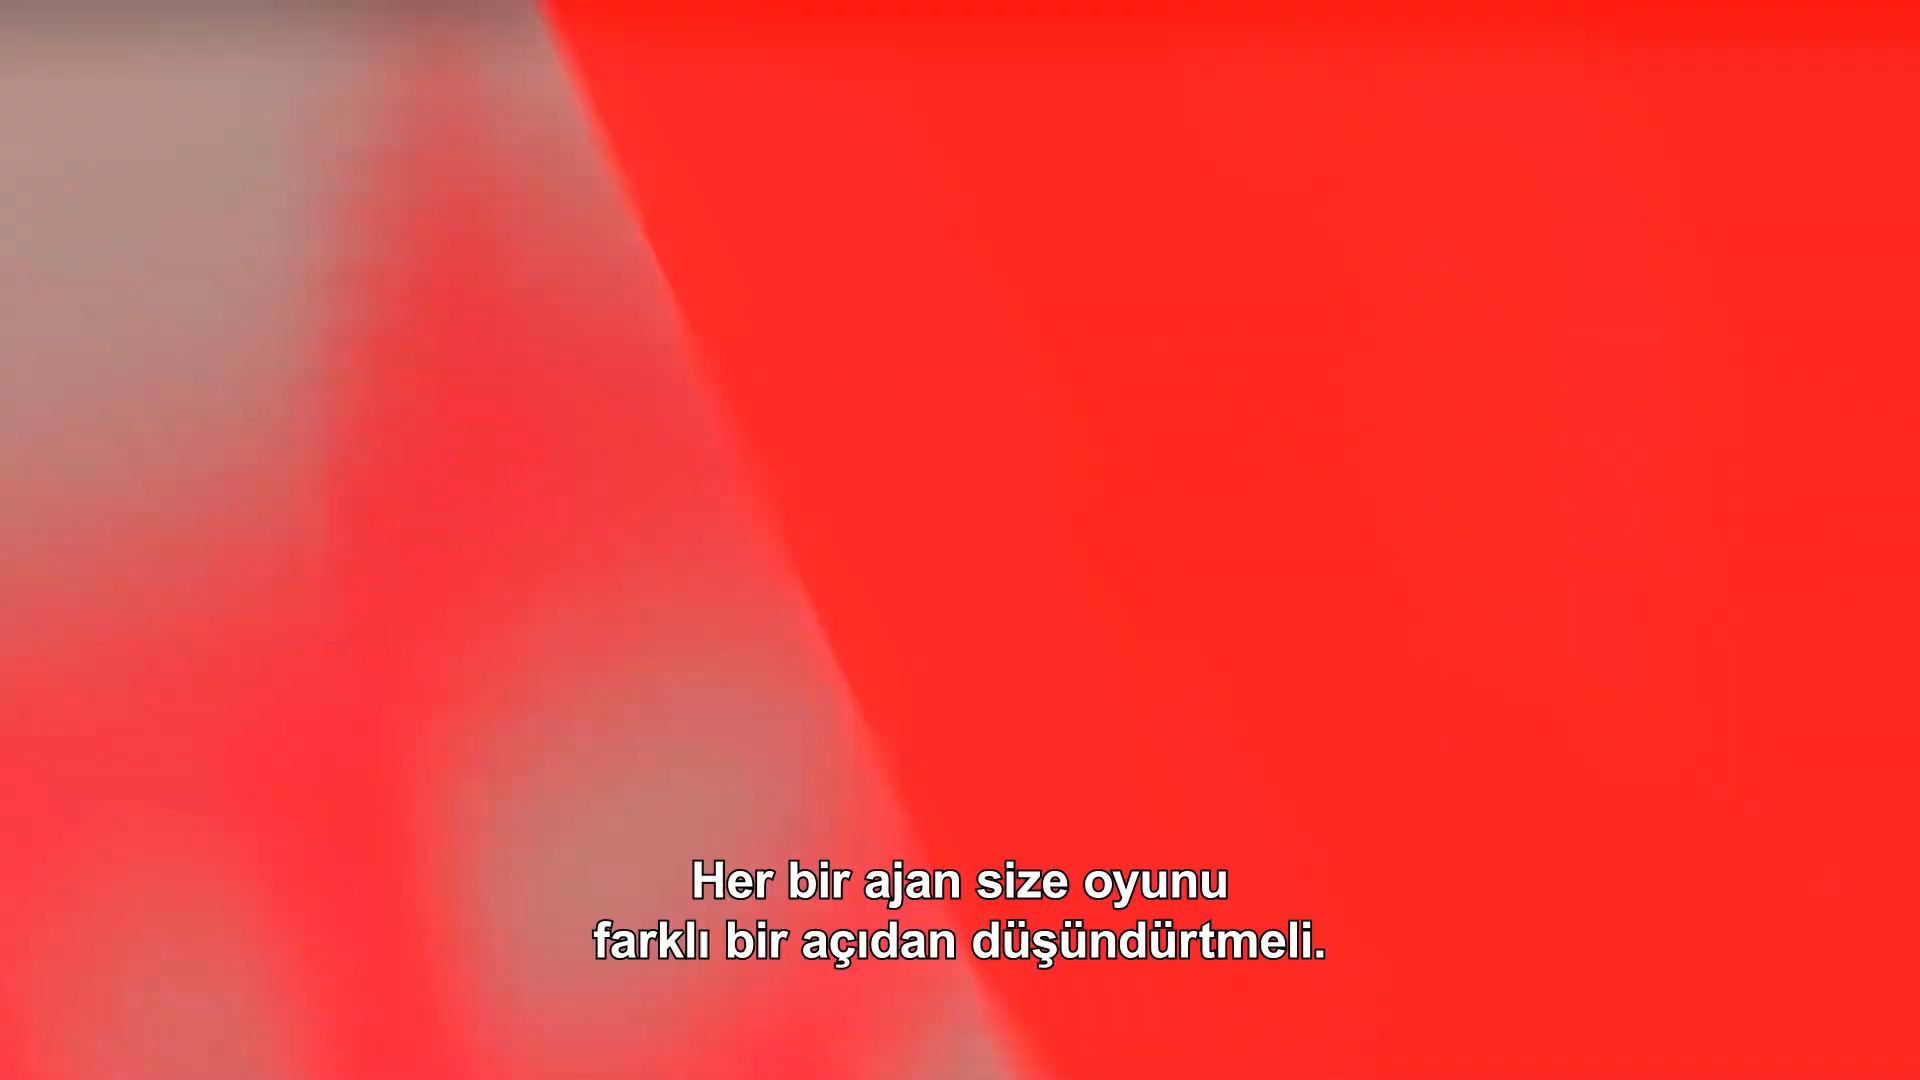 Her bir ajan size oyunu
farklı bir açıdan düşündürtmeli.